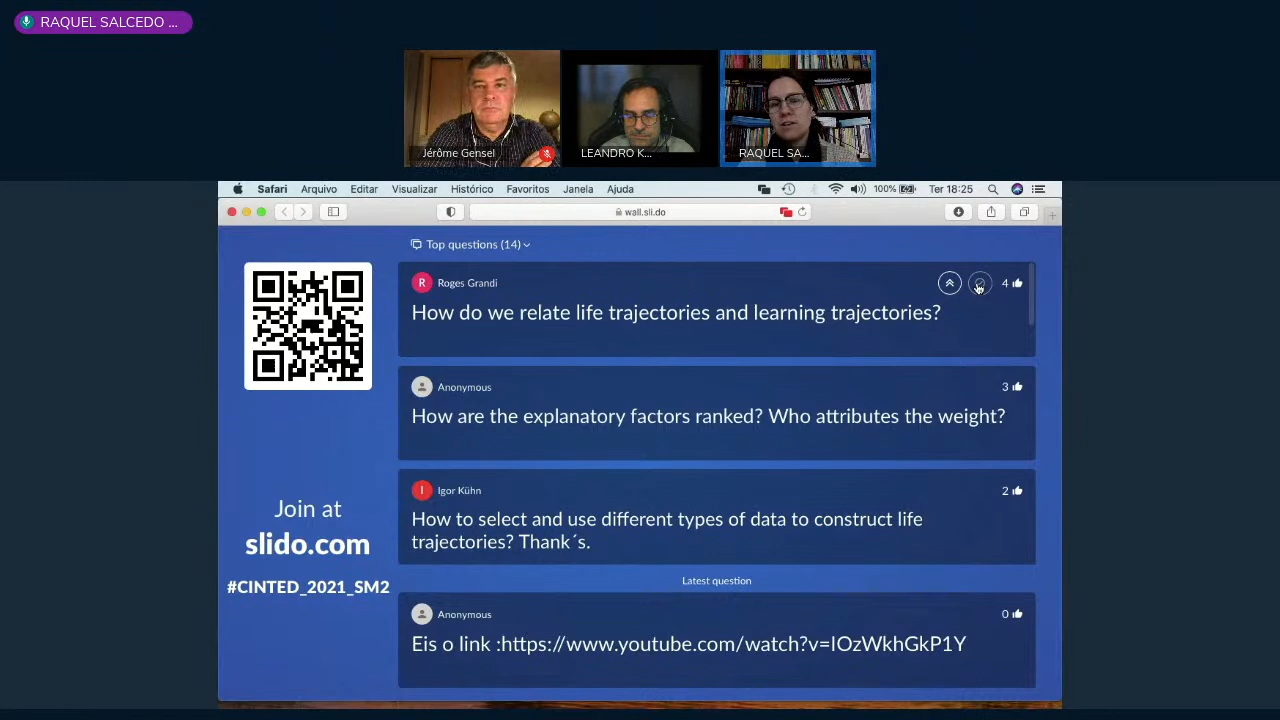 RAQUEL SALCEDO ...
Jérôme Gensel
LEANDRO K...
RAQUEL SA...
Safari Arquivo Editar Visualizar Histórico Favoritos Janela Ajuda 100% Ter 18:25
wall.sli.do
Top questions (14)
R Roges Grandi 4
How do we relate life trajectories and learning trajectories?
Anonymous 3
How are the explanatory factors ranked? Who attributes the weight?
I Igor Kühn 2
How to select and use different types of data to construct life
trajectories? Thank´s.
Join at
slido.com
#CINTED_2021_SM2
Latest question
Anonymous 0
Eis o link :https://www.youtube.com/watch?v=IOzWkhGkP1Y